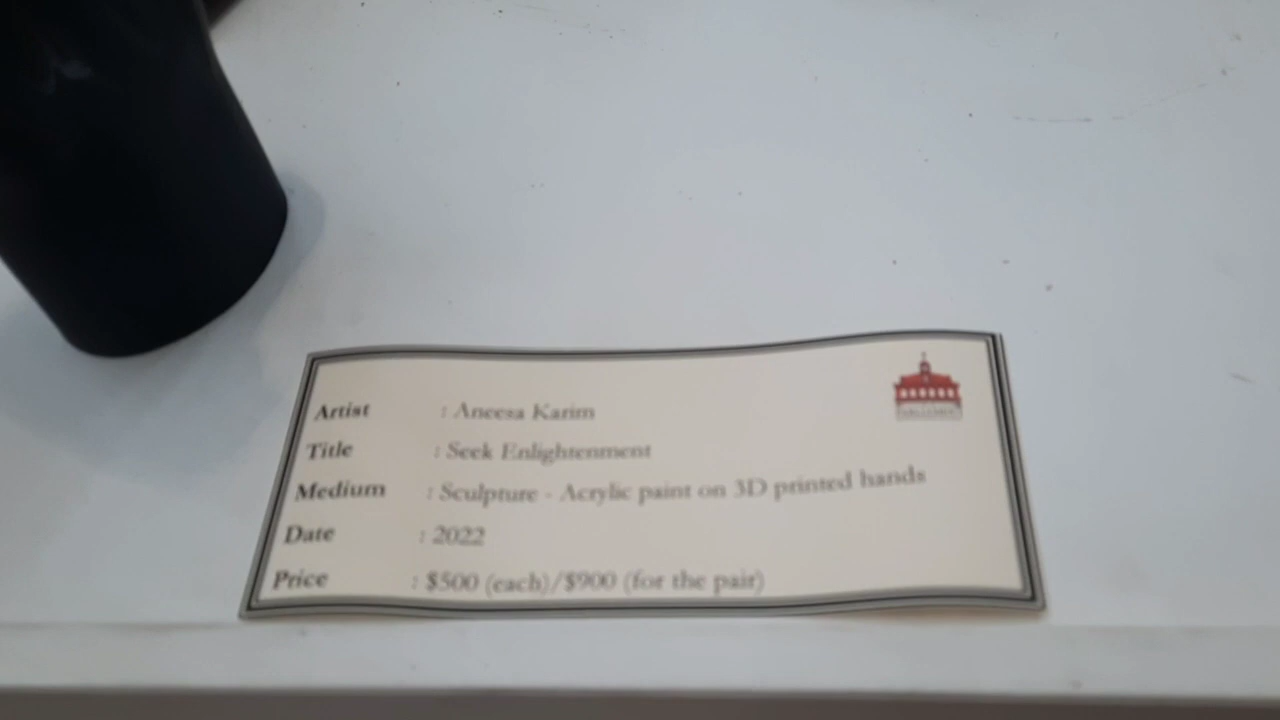 Artist : Aneesa Karim
Title : Seek Enlightenment
Medium : Sculpture - Acrylic paint on 3D printed hands
Date : 2022
Price : $500 (each)/$900 (for the pair)